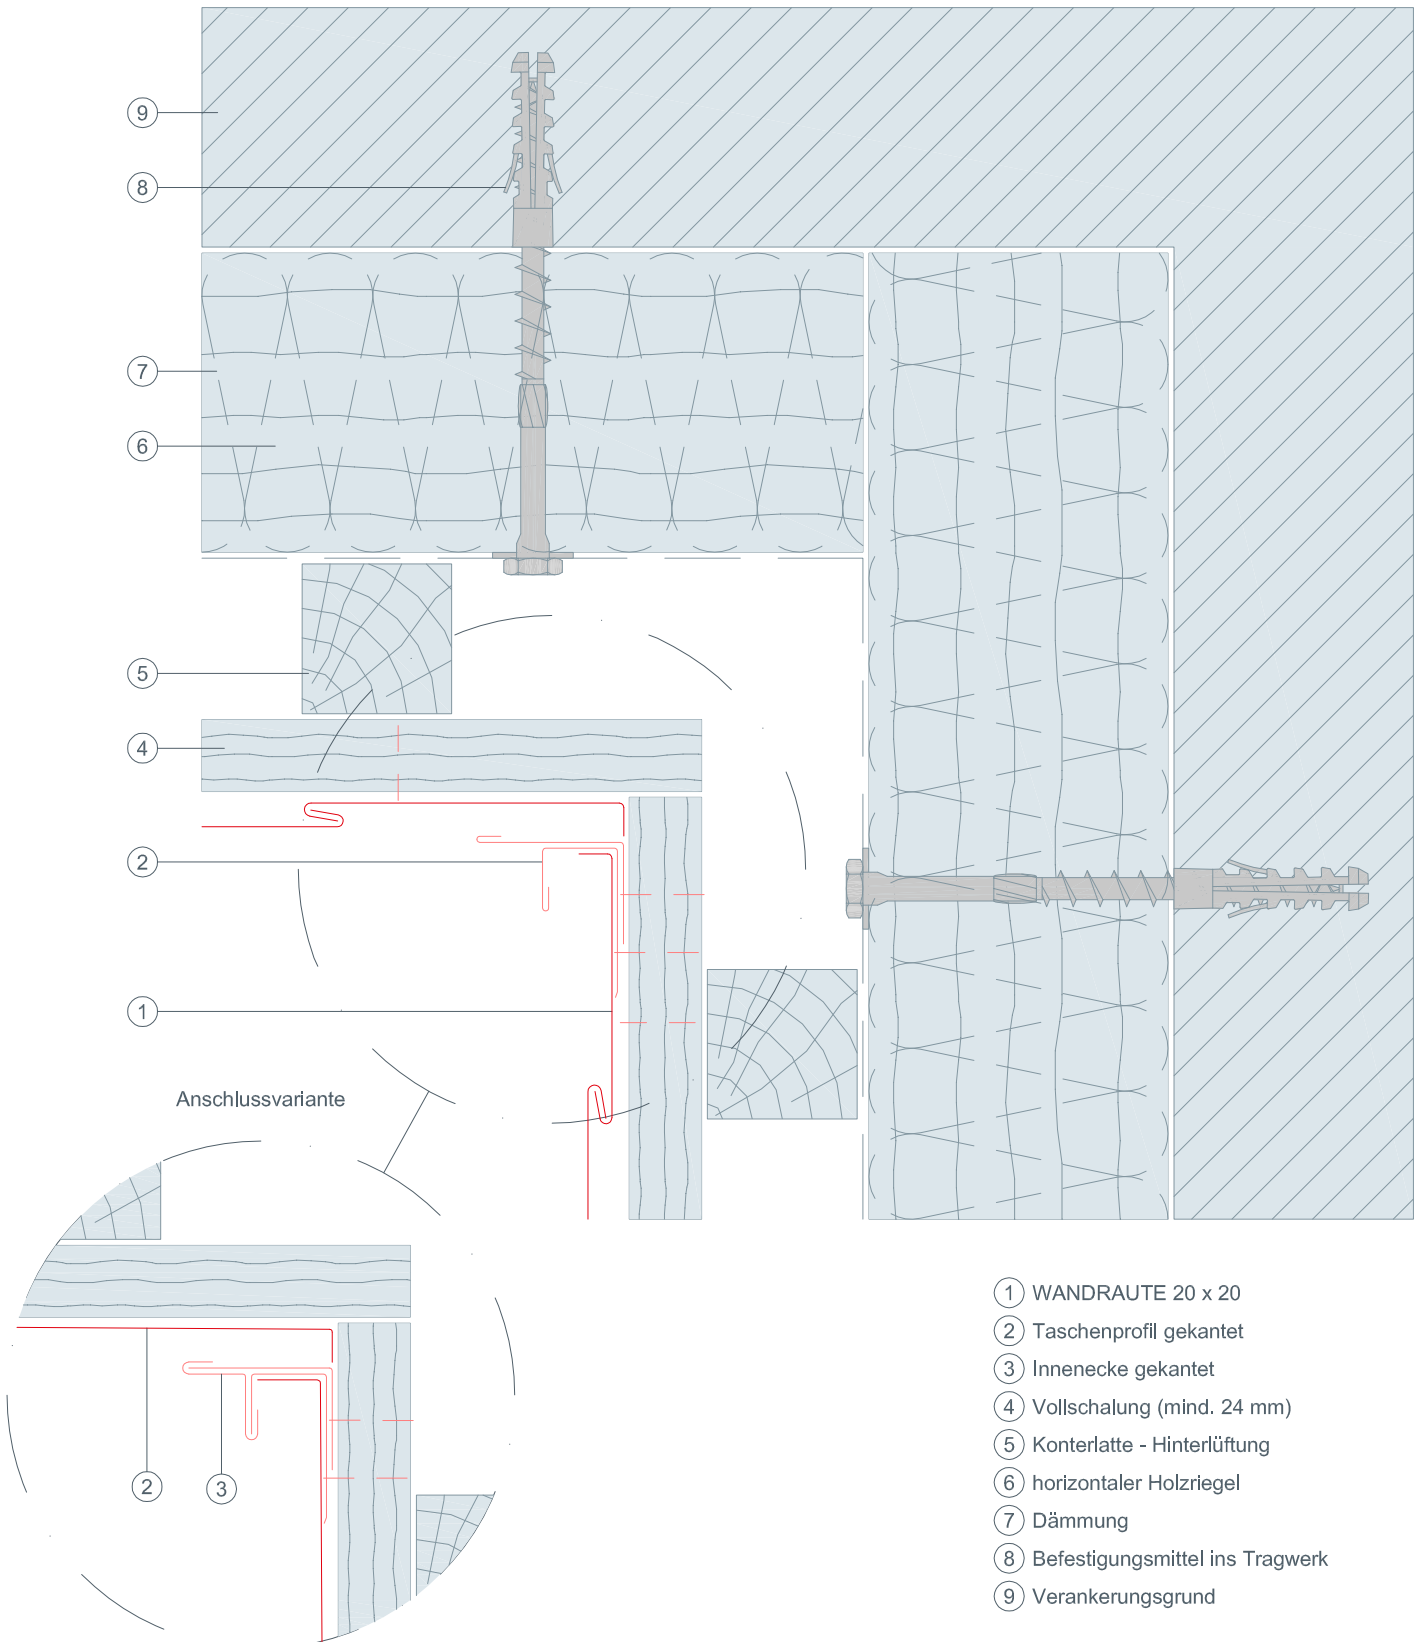 9
8
7
6
5
4
2
1
Anschlussvariante
2
3
1 WANDRAUTE 20 x 20
2 Taschenprofil gekantet
3 Innenecke gekantet
4 Vollschalung (mind. 24 mm)
5 Konterlatte - Hinterlüftung
6 horizontaler Holzriegel
7 Dämmung
8 Befestigungsmittel ins Tragwerk
9 Verankerungsgrund